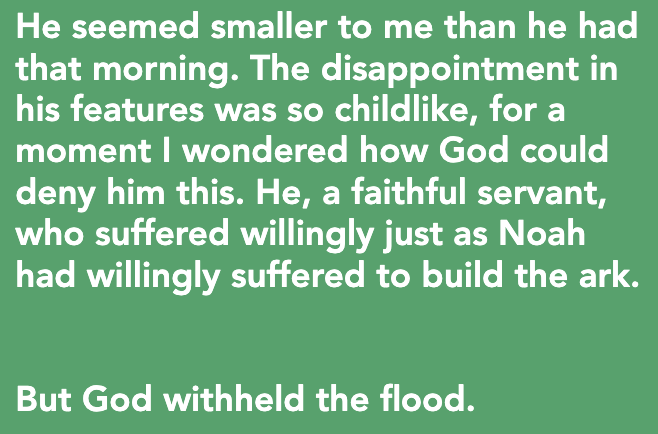 He seemed smaller to me than he had
that morning. The disappointment in
his features was so childlike, for a
moment I wondered how God could
deny him this. He, a faithful servant,
who suffered willingly just as Noah
had willingly suffered to build the ark.
But God withheld the flood.